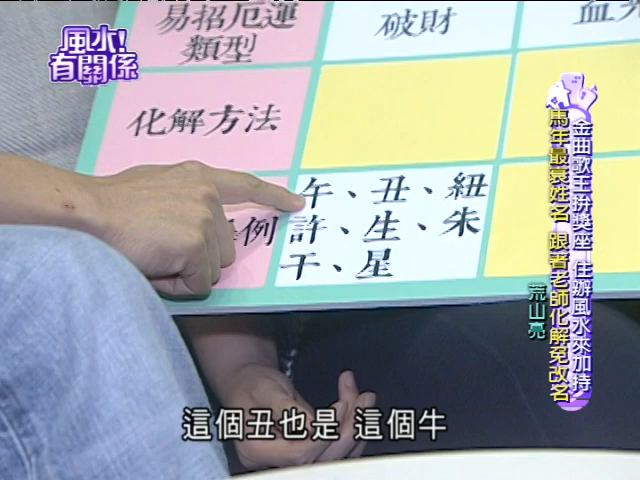 風水!
有關係
易招厄運
類型
破財
血
化解方法
例
午、丑、紐
許、生、朱
干、星
金曲歌王拚獎座 住辦風水來加持
馬年最衰姓名 跟著老師化解免改名
荒山亮
這個丑也是 這個牛